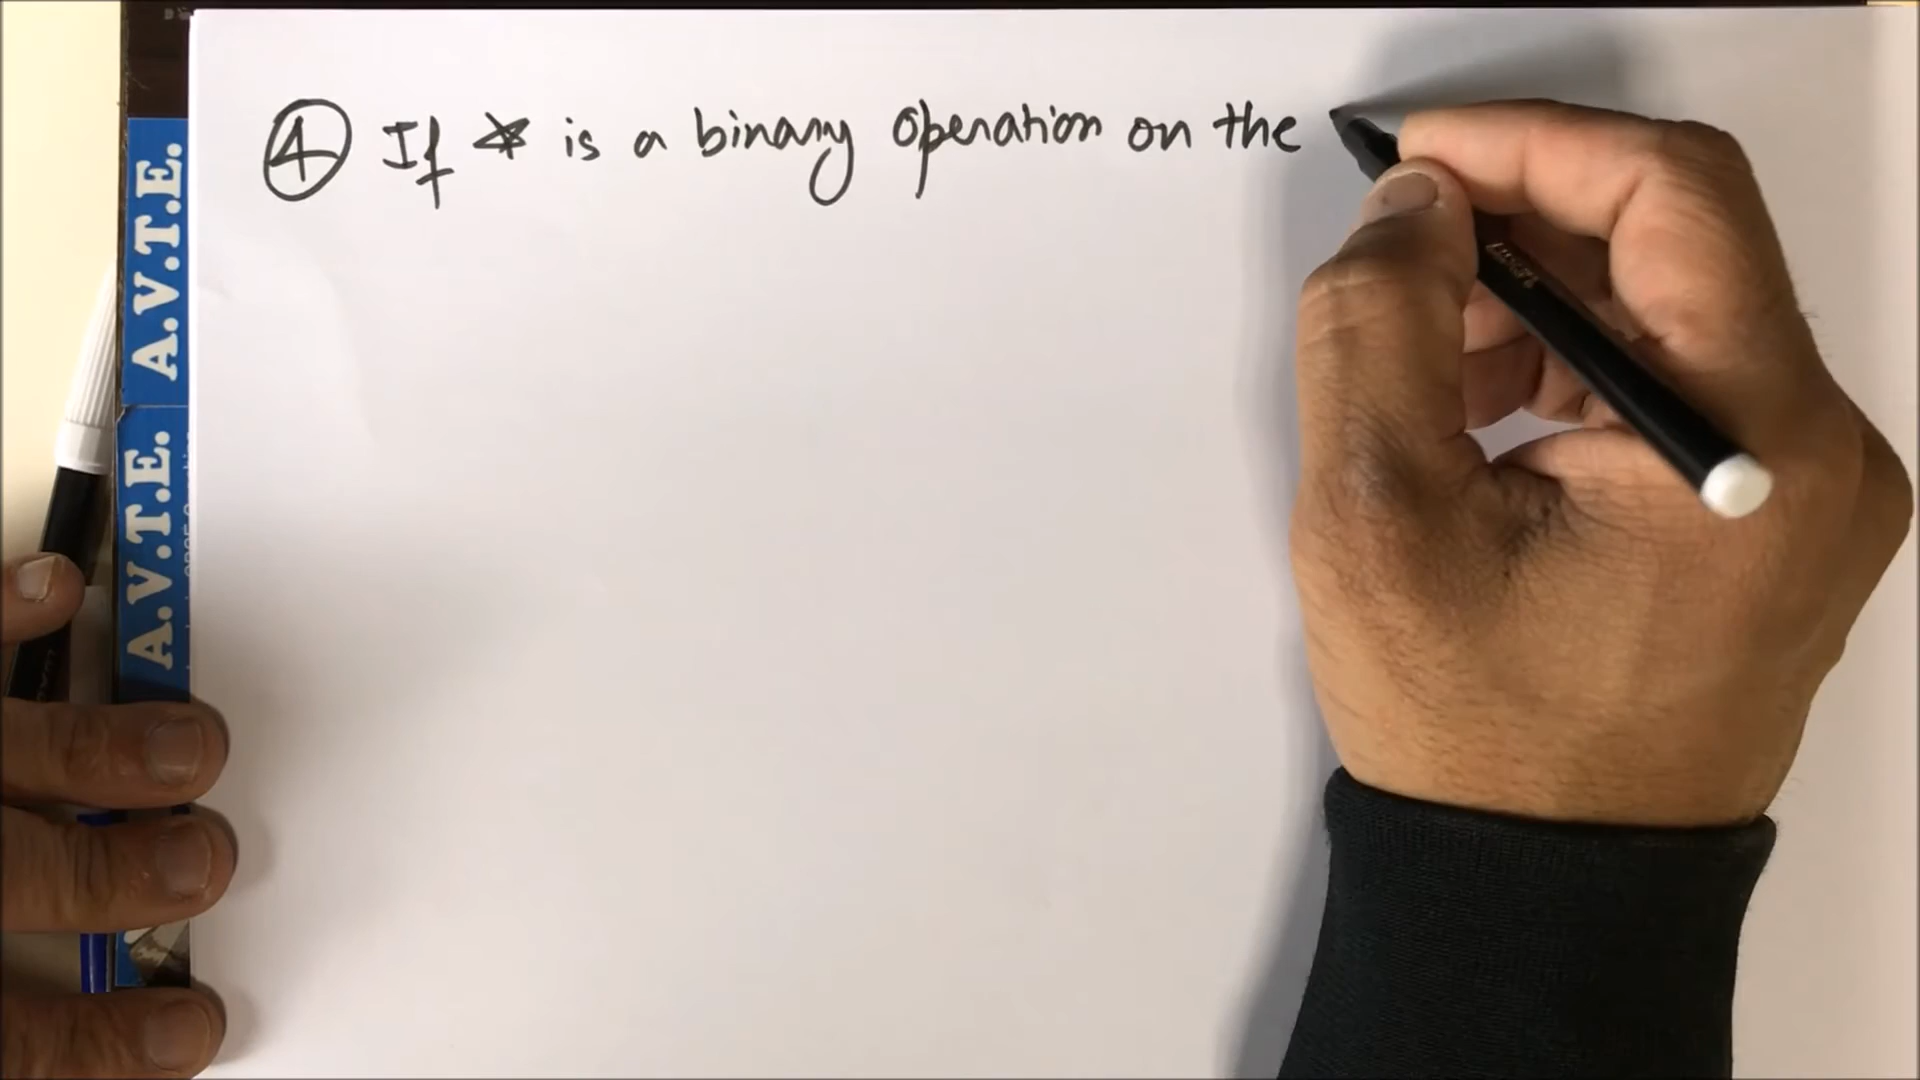 ④ If * is a binary operation on the
A.V.T.E.
A.V.T.E.